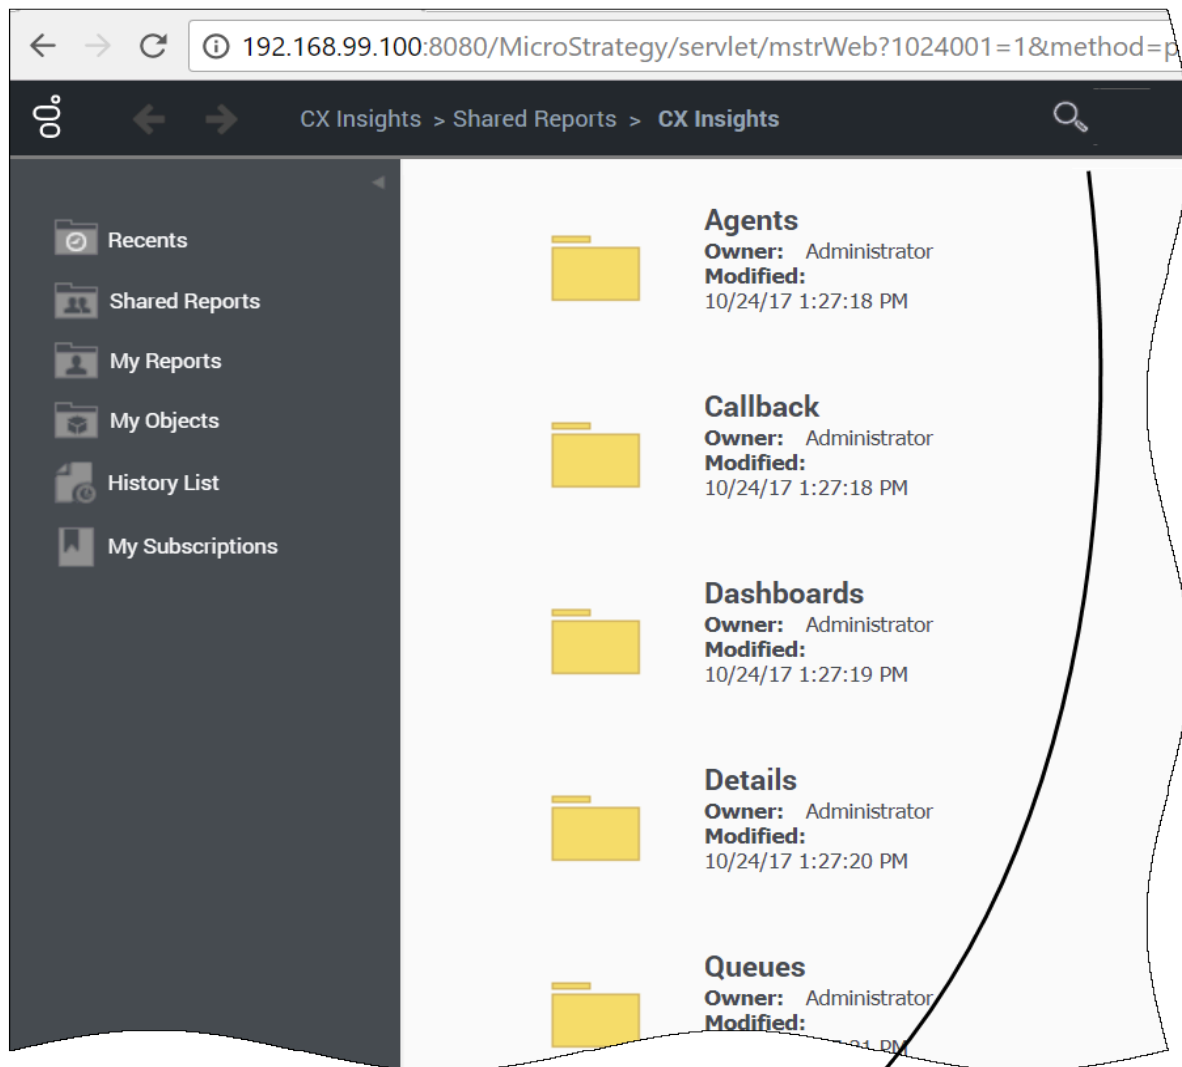 192.168.99.100:8080/MicroStrategy/servlet/mstrWeb?1024001=1&method=p
CX Insights > Shared Reports > CX Insights
Recents
Shared Reports
My Reports
My Objects
History List
My Subscriptions
Agents
Owner: Administrator
Modified:
10/24/17 1:27:18 PM
Callback
Owner: Administrator
Modified:
10/24/17 1:27:18 PM
Dashboards
Owner: Administrator
Modified:
10/24/17 1:27:19 PM
Details
Owner: Administrator
Modified:
10/24/17 1:27:20 PM
Queues
Owner: Administrator
Modified:
PM